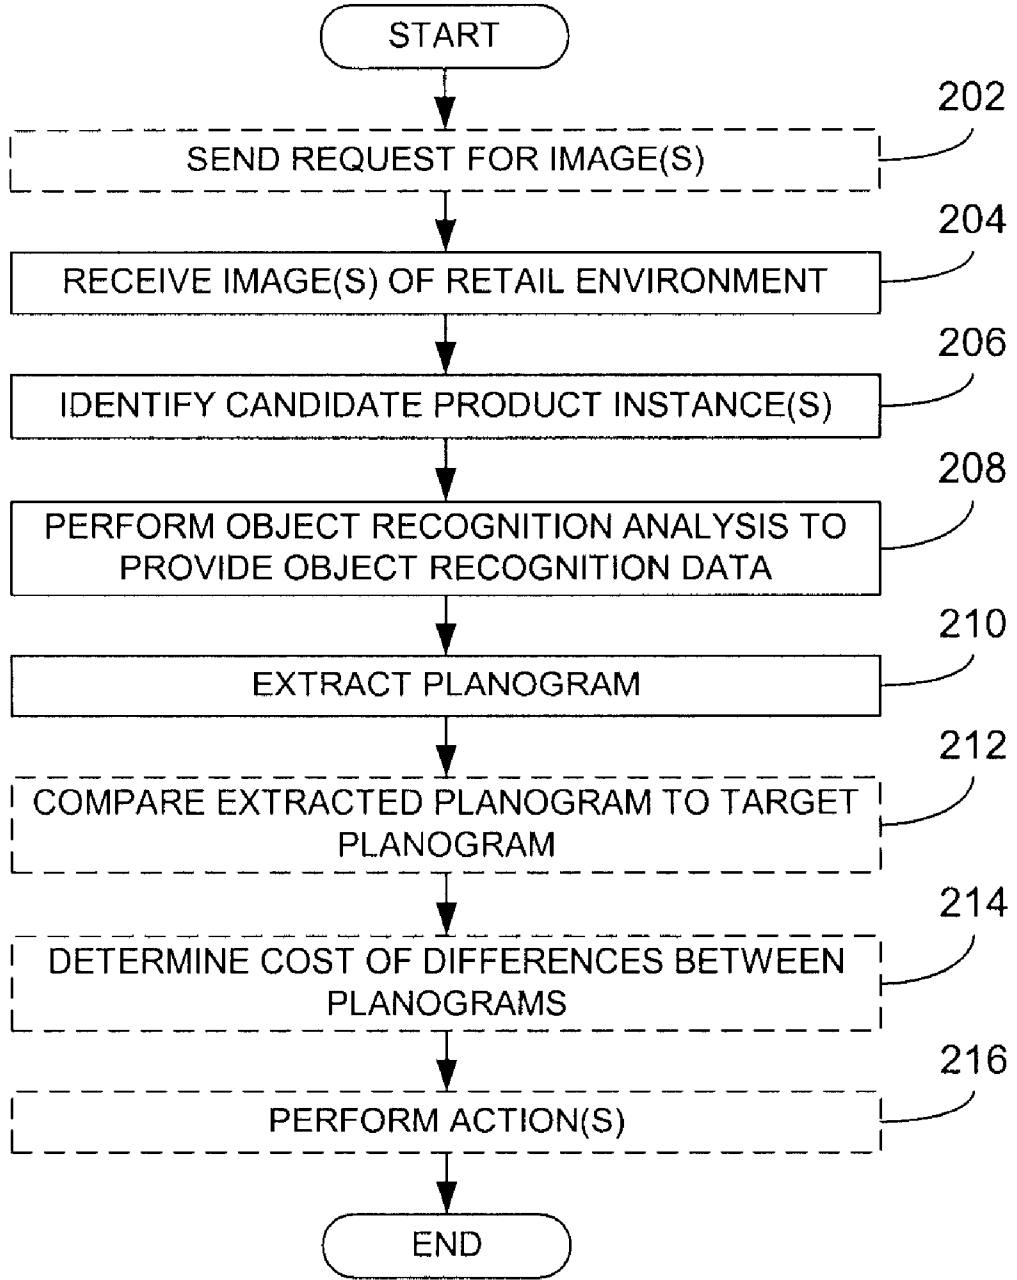 START
202
SEND REQUEST FOR IMAGE(S)
204
RECEIVE IMAGE(S) OF RETAIL ENVIRONMENT
206
IDENTIFY CANDIDATE PRODUCT INSTANCE(S)
208
PERFORM OBJECT RECOGNITION ANALYSIS TO
PROVIDE OBJECT RECOGNITION DATA
210
EXTRACT PLANOGRAM
212
COMPARE EXTRACTED PLANOGRAM TO TARGET
PLANOGRAM
214
DETERMINE COST OF DIFFERENCES BETWEEN
PLANOGRAMS
216
PERFORM ACTION(S)
END